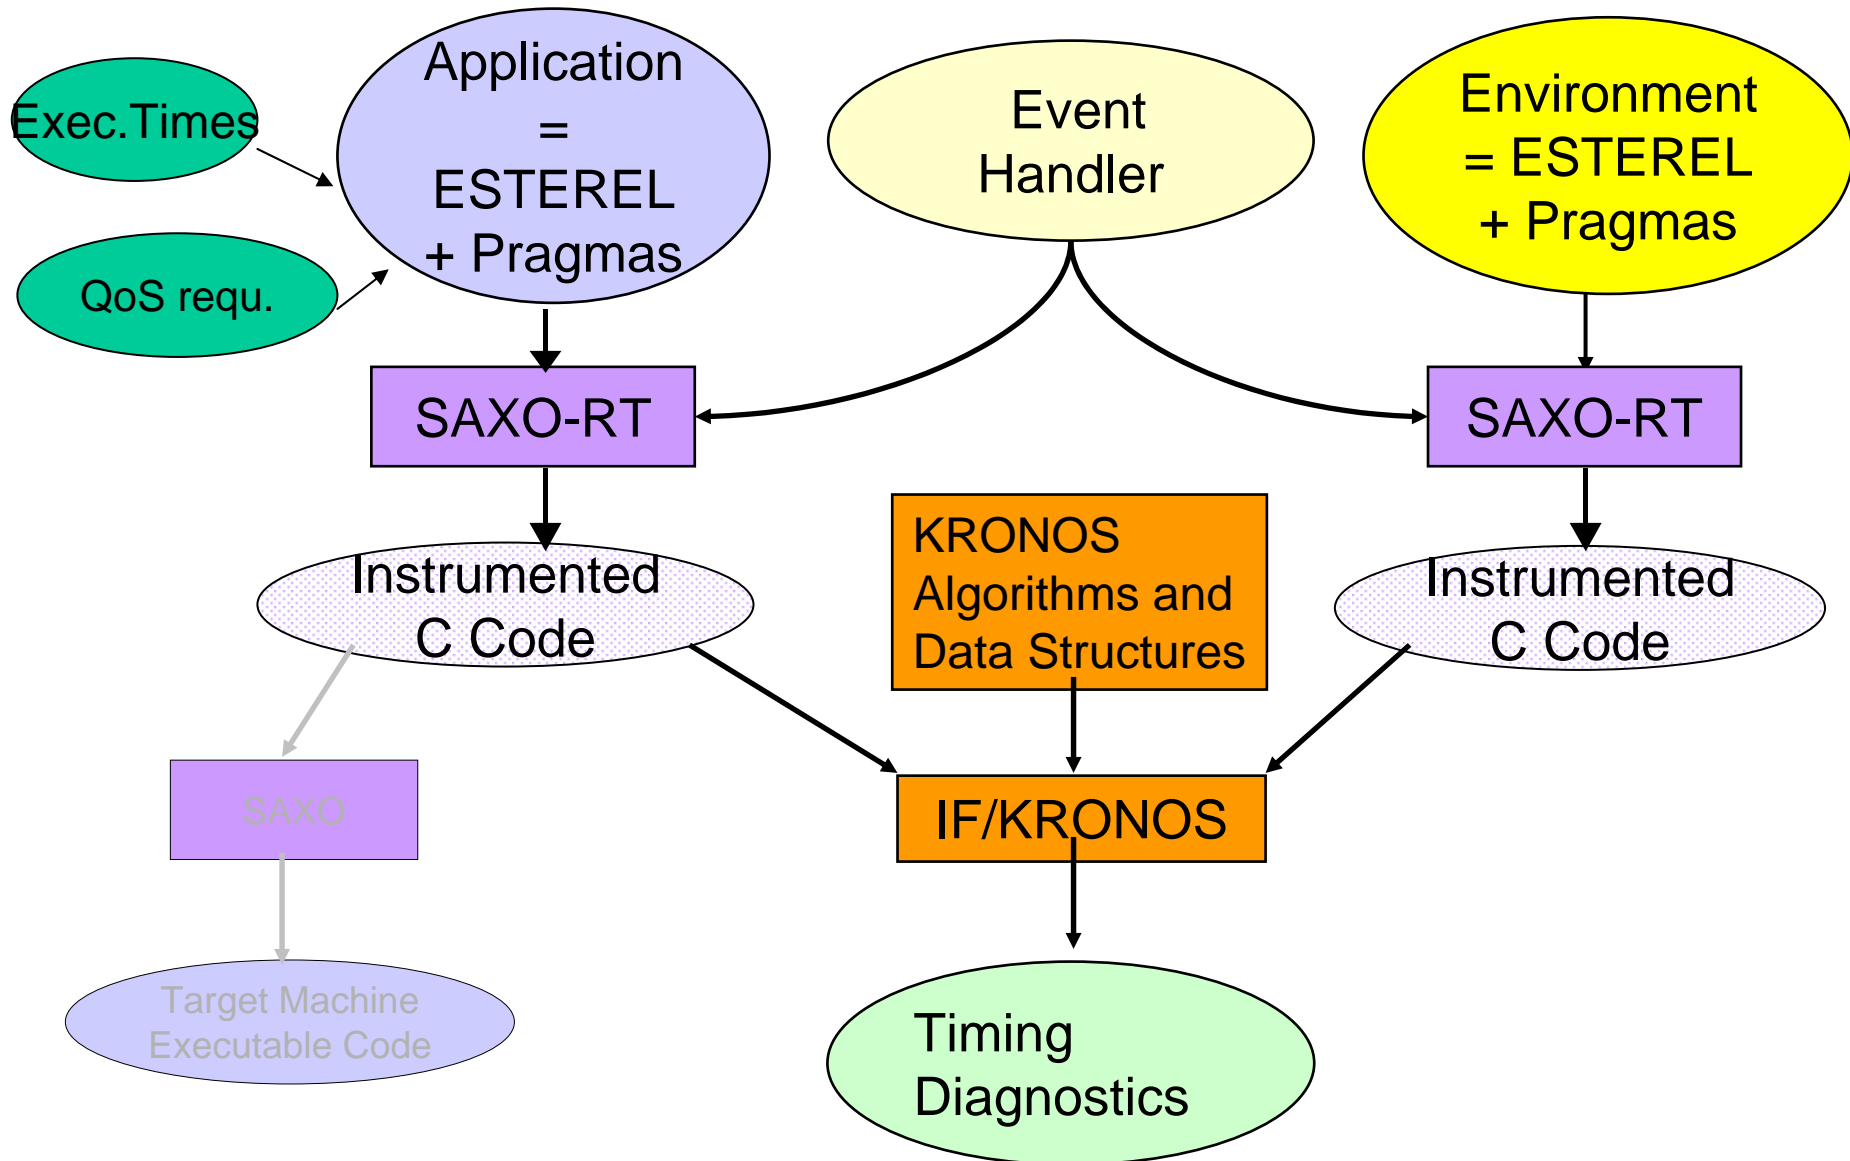 Exec.Times
QoS requ.
Application
=
ESTEREL
+ Pragmas
Event
Handler
Environment
= ESTEREL
+ Pragmas
SAXO-RT
SAXO-RT
Instrumented
C Code
KRONOS
Algorithms and
Data Structures
Instrumented
C Code
SAXO
IF/KRONOS
Target Machine
Executable Code
Timing
Diagnostics